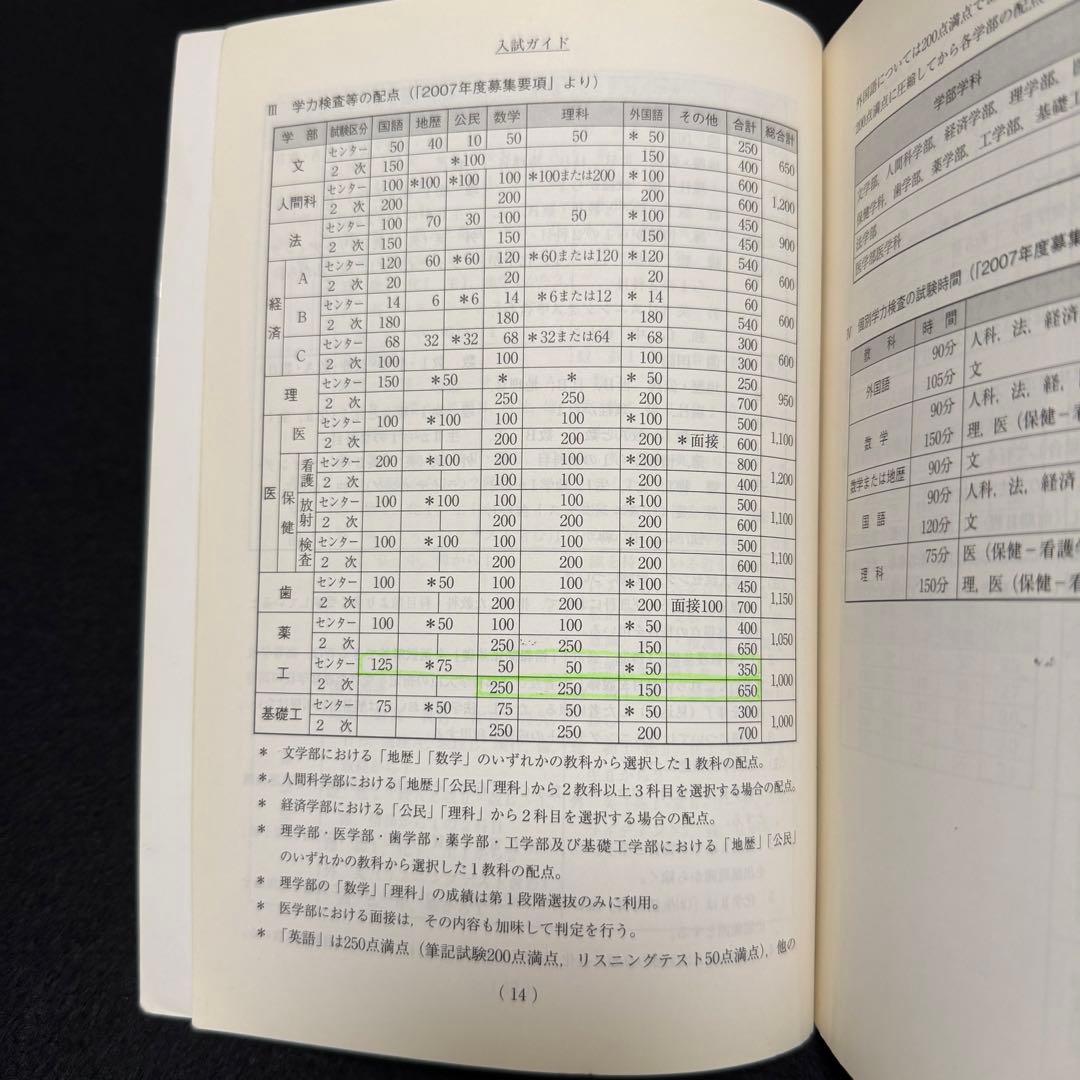 入試ガイド
Ⅲ 学力検査等の配点（「2007年度募集要項」より）
学 部 試験区分 国語 地歴 公民 数学 理科 外国語 その他 合計 総合計
文 センター 50 40 10 50 50 ＊50 250 650
2 次 150 ＊100 150 400
人間科 センター 100 ＊100 ＊100 100 ＊100または200 ＊100 600 1,200
2 次 200 200 200 600
法 センター 100 70 30 100 50 ＊100 450 900
2 次 150 150 150 450
経済 A センター 120 60 ＊60 120 ＊60または120 ＊120 540 600
2 次 20 20 20 60
B センター 14 6 ＊6 14 ＊6または12 ＊14 60 600
2 次 180 180 180 540
C センター 68 32 ＊32 68 ＊32または64 ＊68 300 600
2 次 100 100 100 300
理 センター 150 ＊50 ＊ ＊ ＊50 250 950
2 次 250 250 200 700
医 医 センター 100 ＊100 100 100 ＊100 500 1,100
2 次 200 200 200 ＊面接 600
保健 看護 センター 200 ＊100 200 100 ＊200 800 1,200
2 次 100 100 200 400
放射 センター 100 ＊100 100 100 ＊100 500 1,100
2 次 200 200 200 600
検査 センター 100 ＊100 100 100 ＊100 500 1,100
2 次 200 200 200 600
歯 センター 100 ＊50 100 100 ＊100 450 1,150
2 次 200 200 200 面接100 700
薬 センター 100 ＊50 100 100 ＊50 400 1,050
2 次 250 250 150 650
工 センター 125 ＊75 50 50 ＊50 350 1,000
2 次 250 250 150 650
基礎工 センター 75 ＊50 75 50 ＊50 300 1,000
2 次 250 250 200 700
＊ 文学部における「地歴」「数学」のいずれかの教科から選択した1教科の配点。
＊ 人間科学部における「地歴」「公民」「理科」から2教科以上3科目を選択する場合の配点。
＊ 経済学部における「公民」「理科」から2科目を選択する場合の配点。
＊ 理学部・医学部・歯学部・薬学部・工学部及び基礎工学部における「地歴」「公民」
のいずれかの教科から選択した1教科の配点。
＊ 理学部の「数学」「理科」の成績は第1段階選抜のみに利用。
＊ 医学部における面接は，その内容も加味して判定を行う。
＊ 「英語」は250点満点（筆記試験200点満点，リスニングテスト50点満点），他の
（14）
外国語については200点満点で
200点満点に圧縮してから各学部の配点
学部学科
文学部，人間科学部，経済学部，理学部，
保健学科，歯学部，薬学部，工学部，基礎
法学部
医学部医学科
Ⅳ 個別学力検査の試験時間（「2007年度募集
教 科 時 間
外国語 90分 人科，法，経済
105分 文
数 学 90分 人科，法，経，
150分 理，医（保健－看
数学または地歴 90分 文
国 語 90分 人科，法，経済
120分 文
理 科 75分 医（保健－看護
150分 理，医（保健－